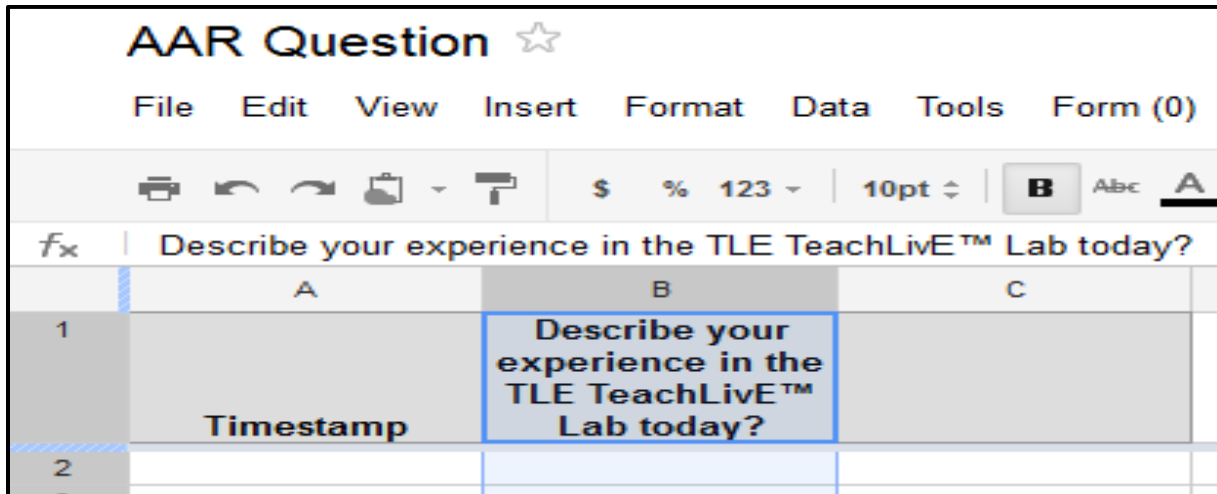 AAR Question
File Edit View Insert Format Data Tools Form (0)
$ % 123 10pt B Abc A
fx Describe your experience in the TLE TeachLivE™ Lab today?
A B C
1 Timestamp Describe your
experience in the
TLE TeachLivE™
Lab today?
2